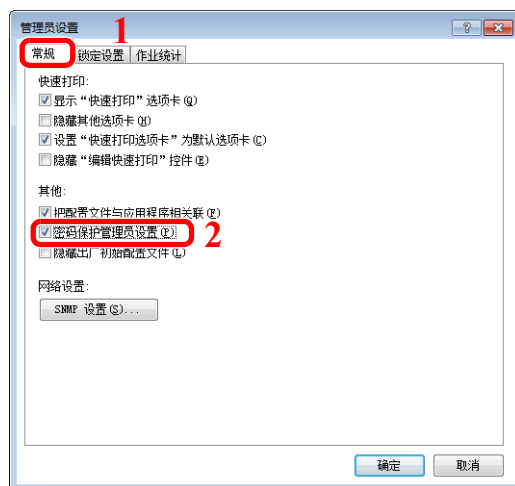 管理员设置
1
常规 锁定设置 作业统计
快速打印:
显示“快速打印”选项卡(Q)
隐藏其他选项卡(H)
设置“快速打印选项卡”为默认选项卡(C)
隐藏“编辑快速打印”控件(E)
其他:
把配置文件与应用程序相关联(F)
密码保护管理员设置(P) 2
隐藏出厂初始配置文件(L)
网络设置:
SNMP 设置(S)...
确定 取消